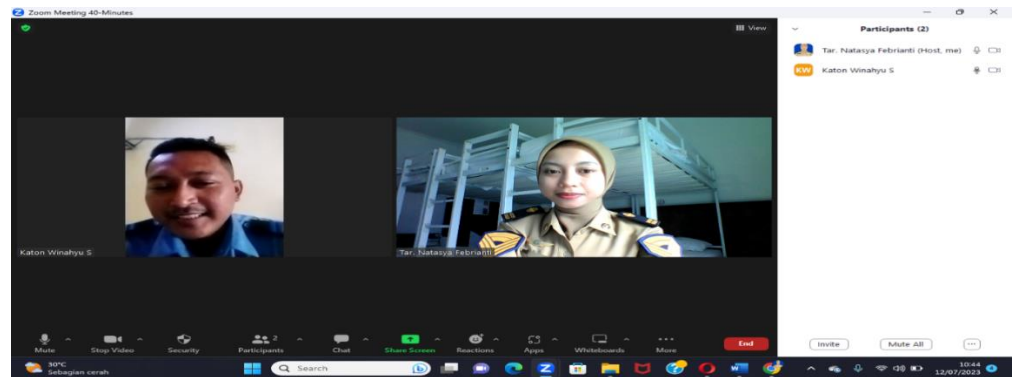 Zoom Meeting 40-Minutes
View
Participants (2)
Tar. Natasya Febrianti (Host, me)
KW
Katon Winahyu S
Katon Winahyu S
Tar. Natasya Febrianti
Mute
Stop Video
Security
Participants
2
Chat
Share Screen
Reactions
Apps
Whiteboards
More
End
Invite
Mute All
30°C
Sebagian cerah
Search
10:44
12/07/2023